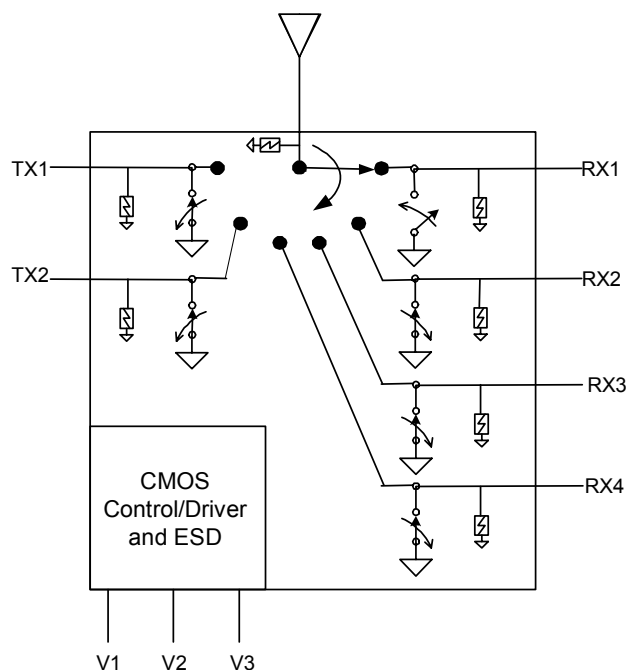 TX1
RX1
TX2
RX2
RX3
RX4
CMOS
Control/Driver
and ESD
V1 V2 V3